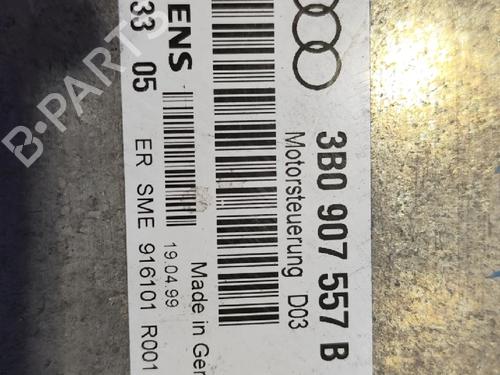 3B0 907 557 B
Motorsteuerung D03
ENS
19.04.99
Made in Ger
33 05
ER SME 916101 R001
B-PARTS